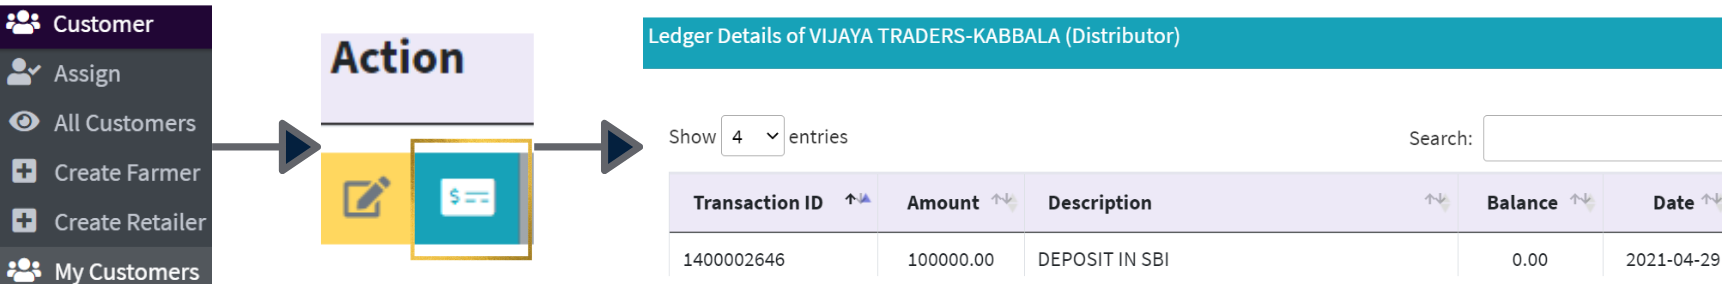 Customer
Assign
All Customers
Create Farmer
Create Retailer
My Customers
Action
$
Ledger Details of VIJAYA TRADERS-KABBALA (Distributor)
Show 4 entries
Search:
Transaction ID Amount Description Balance Date
1400002646 100000.00 DEPOSIT IN SBI 0.00 2021-04-29